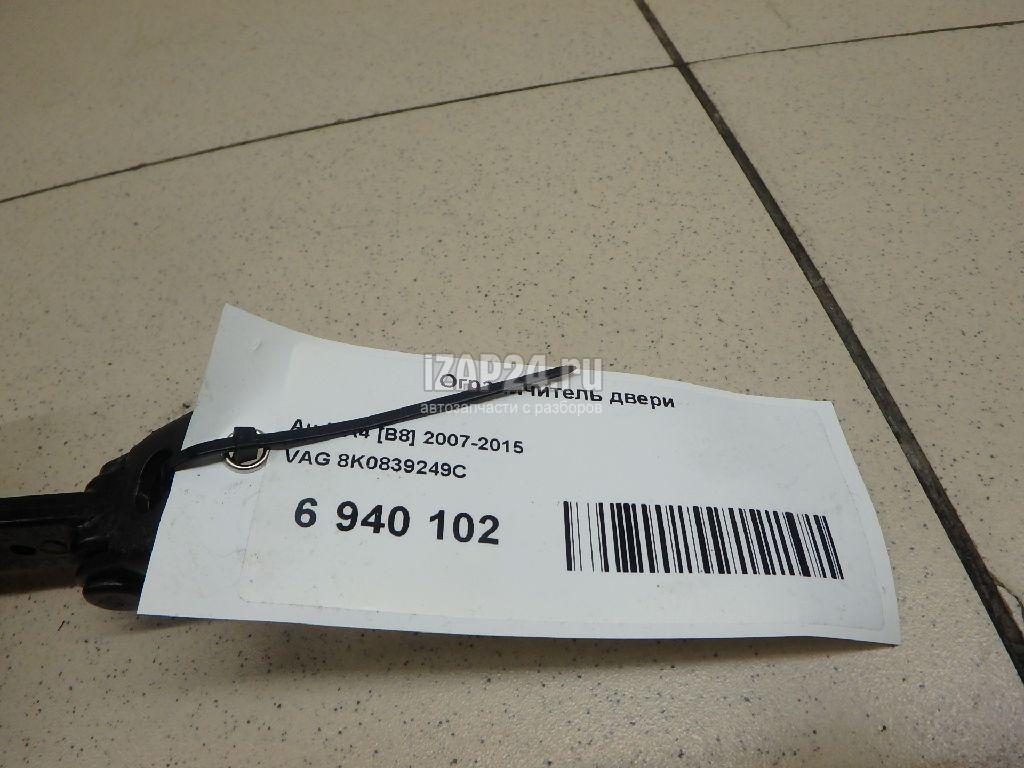 iZAP24.ru
двери
автозапчасти с разборов
[B8] 2007-2015
VAG 8K0839249C
6 940 102